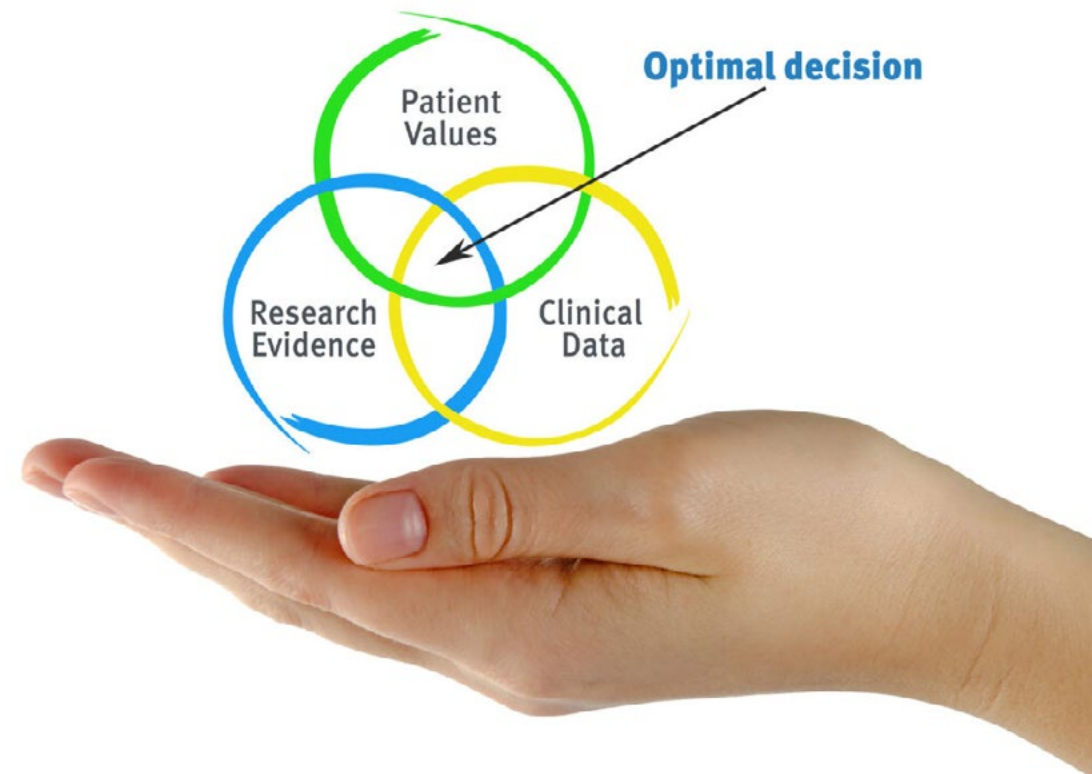 Optimal decision
Patient
Values
Research
Evidence
Clinical
Data